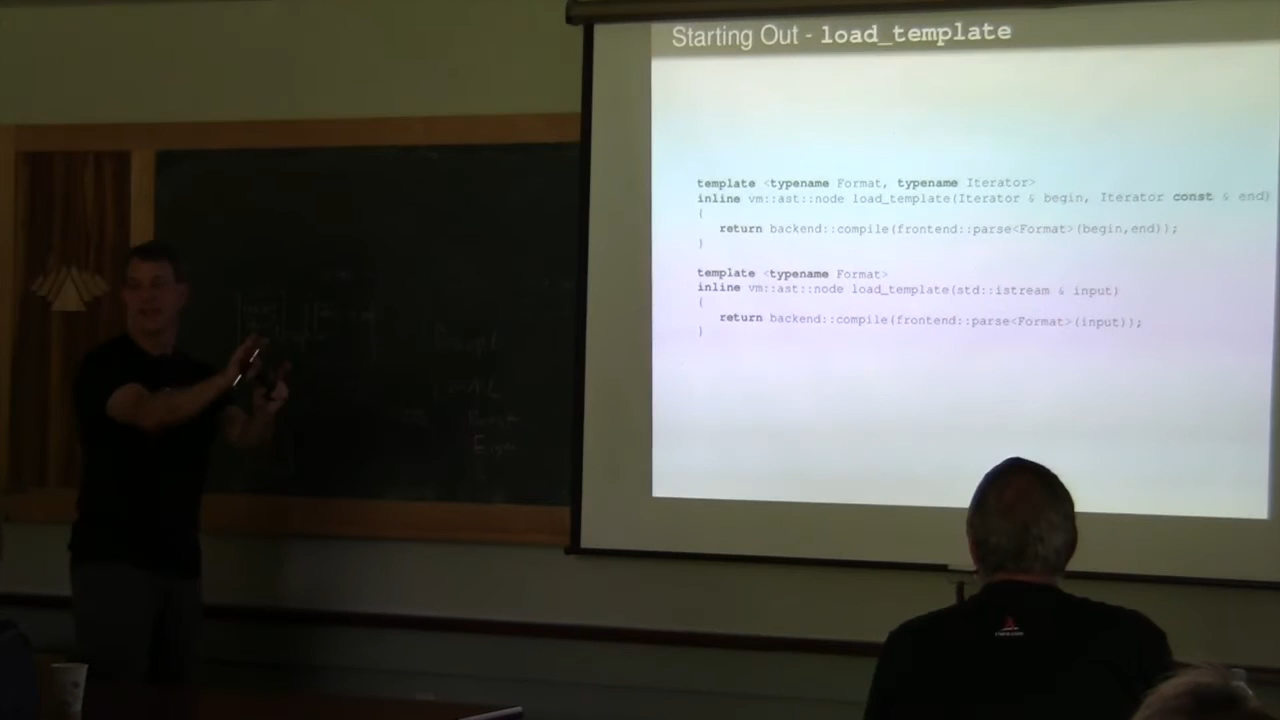 Starting Out - load_template
template <typename Format, typename Iterator>
inline vm::ast::node load_template(Iterator & begin, Iterator const & end)
{
return backend::compile(frontend::parse<Format>(begin,end));
}
template <typename Format>
inline vm::ast::node load_template(std::istream & input)
{
return backend::compile(frontend::parse<Format>(input));
}